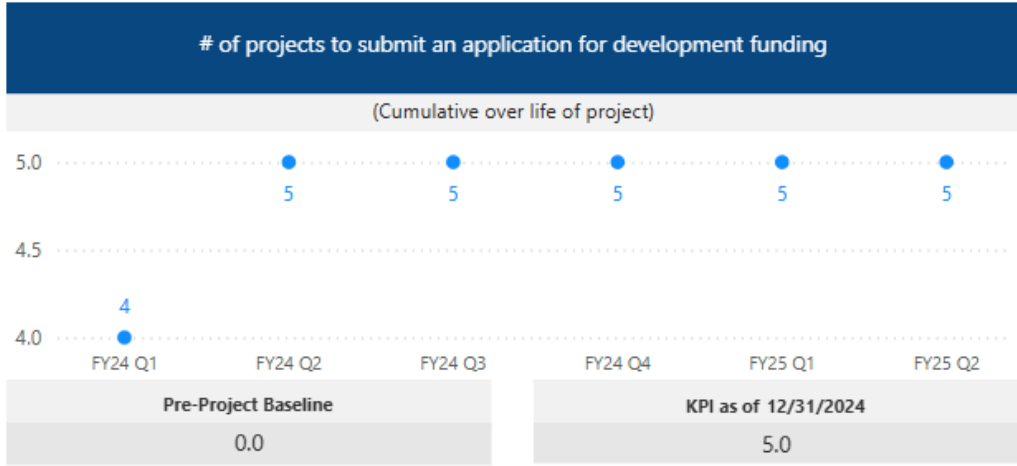 # of projects to submit an application for development funding
(Cumulative over life of project)
5.0
5 5 5 5 5
4.5
4
4.0
FY24 Q1 FY24 Q2 FY24 Q3 FY24 Q4 FY25 Q1 FY25 Q2
Pre-Project Baseline KPI as of 12/31/2024
0.0 5.0